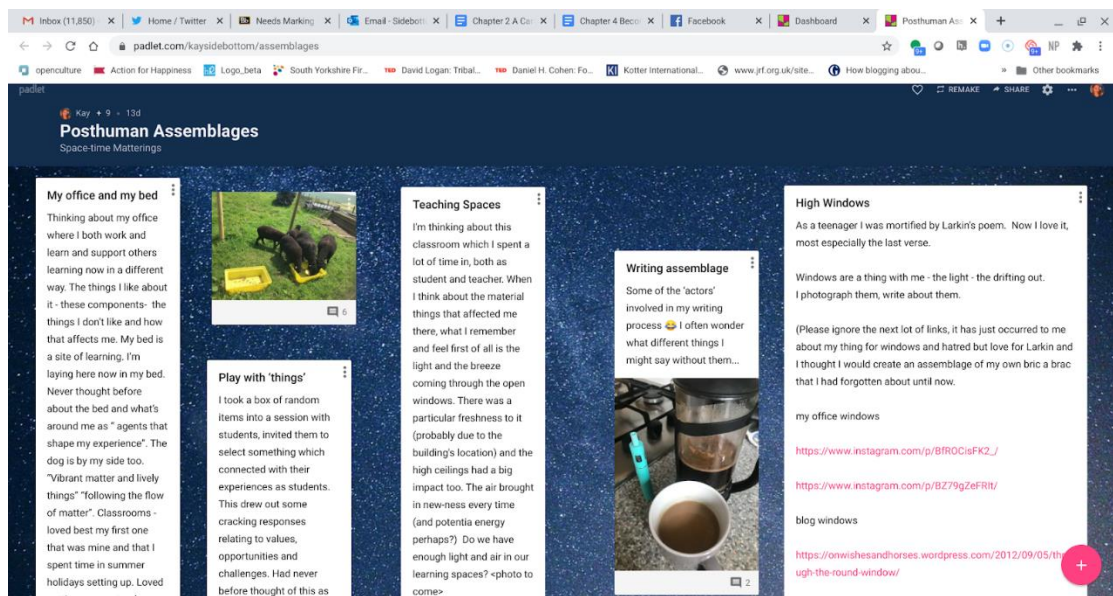 Inbox (11,850)
Home / Twitter
Needs Marking
Email - Sidebott
Chapter 2 A Ca
Chapter 4 Beco
Facebook
Dashboard
Posthuman Ass
padlet.com/kaysidebottom/assemblages
NP
openculture
Action for Happiness
Logo_beta
South Yorkshire Fir...
TED David Logan: Tribal...
TED Daniel H. Cohen: Fo...
Kotter International...
www.jrf.org.uk/site...
How blogging abou...
» Other bookmarks
padlet
REMAKE
SHARE
Kay + 9 • 13d
Posthuman Assemblages
Space-time Matterings
My office and my bed
Thinking about my office
where I both work and
learn and support others
learning now in a different
way. The things I like about
it - these components- the
things I don't like and how
that affects me. My bed is
a site of learning. I'm
laying here now in my bed.
Never thought before
about the bed and what's
around me as " agents that
shape my experience". The
dog is by my side too.
"Vibrant matter and lively
things" "following the flow
of matter". Classrooms -
loved best my first one
that was mine and that I
spent time in summer
holidays setting up. Loved
6
Play with 'things'
I took a box of random
items into a session with
students, invited them to
select something which
connected with their
experiences as students.
This drew out some
cracking responses
relating to values,
opportunities and
challenges. Had never
before thought of this as
Teaching Spaces
I'm thinking about this
classroom which I spent a
lot of time in, both as
student and teacher. When
I think about the material
things that affected me
there, what I remember
and feel first of all is the
light and the breeze
coming through the open
windows. There was a
particular freshness to it
(probably due to the
building's location) and the
high ceilings had a big
impact too. The air brought
in new-ness every time
(and potentia energy
perhaps?) Do we have
enough light and air in our
learning spaces? <photo to
come>
Writing assemblage
Some of the 'actors'
involved in my writing
process 😂 I often wonder
what different things I
might say without them...
2
High Windows
As a teenager I was mortified by Larkin's poem. Now I love it,
most especially the last verse.
Windows are a thing with me - the light - the drifting out.
I photograph them, write about them.
(Please ignore the next lot of links, it has just occurred to me
about my thing for windows and hatred but love for Larkin and
I thought I would create an assemblage of my own bric a brac
that I had forgotten about until now.
my office windows
https://www.instagram.com/p/BfROCisFK2_/
https://www.instagram.com/p/BZ79gZeFRIt/
blog windows
https://onwishesandhorses.wordpress.com/2012/09/05/thro
ugh-the-round-window/